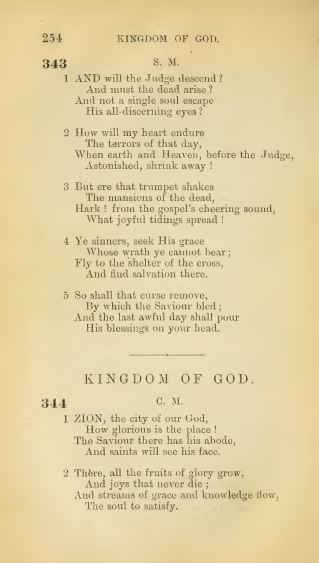 254 KINGDOM OF GOD.
343 S. M.
1 AND will the Judge descend ?
And must the dead arise ?
And not a single soul escape
His all-discerning eyes ?
2 How will my heart endure
The terrors of that day,
When earth and Heaven, before the Judge,
Astonished, shrink away !
3 But ere that trumpet shakes
The mansions of the dead,
Hark ! from the gospel's cheering sound,
What joyful tidings spread !
4 Ye sinners, seek His grace
Whose wrath ye cannot bear ;
Fly to the shelter of the cross,
And find salvation there.
5 So shall that curse remove,
By which the Saviour bled ;
And the last awful day shall pour
His blessings on your head.
KINGDOM OF GOD.
344 C. M.
1 ZION, the city of our God,
How glorious is the place !
The Saviour there has his abode,
And saints will see his face.
2 There, all the fruits of glory grow,
And joys that never die ;
And streams of grace and knowledge flow,
The soul to satisfy.